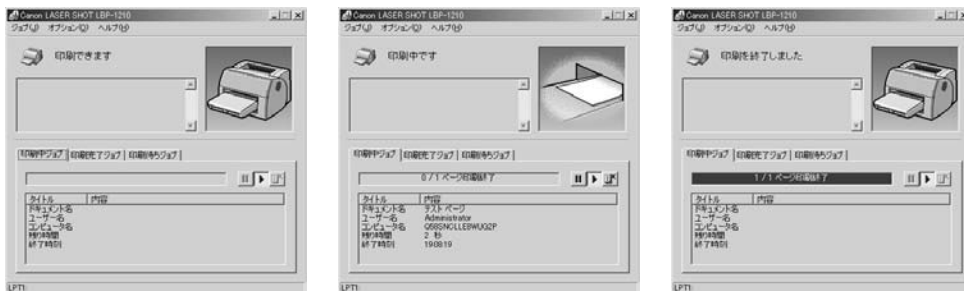 Canon LASER SHOT LBP-1210
ジョブ(J) オプション(O) ヘルプ(H)
印刷できます
印刷中ジョブ 印刷完了ジョブ 印刷待ちジョブ
タイトル 内容
ドキュメント名
ユーザー名
コンピュータ名
残り時間
終了時刻
LPT1:
Canon LASER SHOT LBP-1210
ジョブ(J) オプション(O) ヘルプ(H)
印刷中です
印刷中ジョブ 印刷完了ジョブ 印刷待ちジョブ
0 / 1 ページ印刷終了
タイトル 内容
ドキュメント名 テスト ページ
ユーザー名 Administrator
コンピュータ名
残り時間 2 秒
終了時刻 19:08:19
LPT1:
Canon LASER SHOT LBP-1210
ジョブ(J) オプション(O) ヘルプ(H)
印刷を終了しました
印刷中ジョブ 印刷完了ジョブ 印刷待ちジョブ
1 / 1 ページ印刷終了
タイトル 内容
ドキュメント名
ユーザー名
コンピュータ名
残り時間
終了時刻
LPT1: